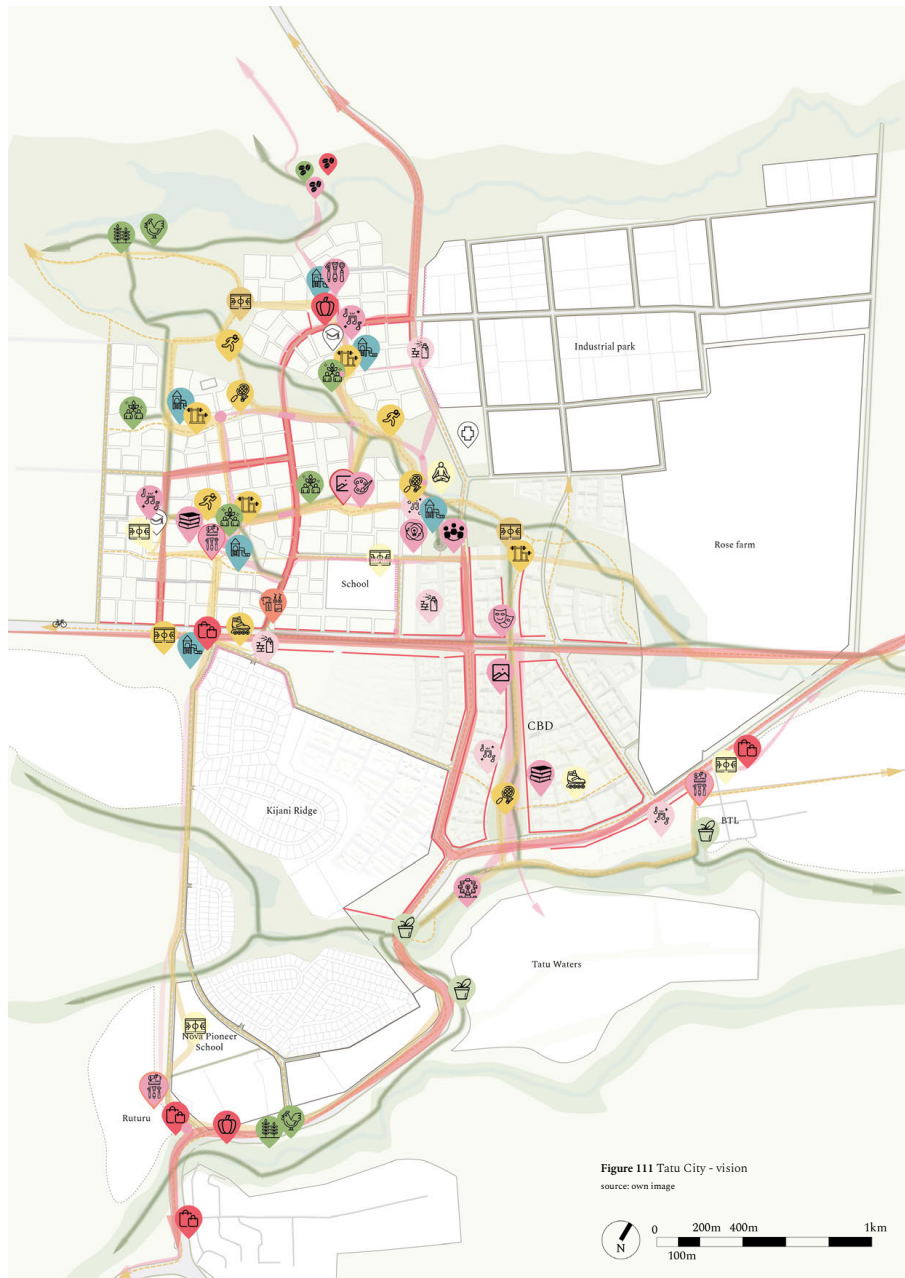 Industrial park
Rose farm
School
CBD
Kijani Ridge
BTL
Tatu Waters
Nova Pioneer
School
Ruturu
Figure 111 Tatu City - vision
source: own image
N
0 200m 400m 1km
100m